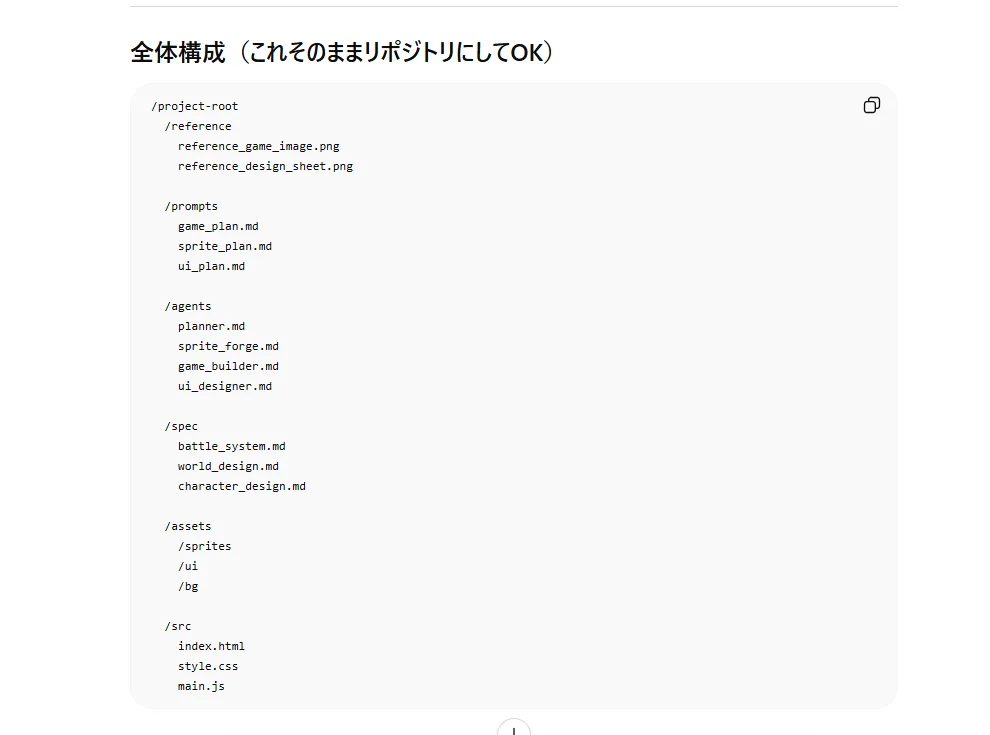 全体構成（これそのままリポジトリにしてOK）
/project-root
/reference
reference_game_image.png
reference_design_sheet.png
/prompts
game_plan.md
sprite_plan.md
ui_plan.md
/agents
planner.md
sprite_forge.md
game_builder.md
ui_designer.md
/spec
battle_system.md
world_design.md
character_design.md
/assets
/sprites
/ui
/bg
/src
index.html
style.css
main.js